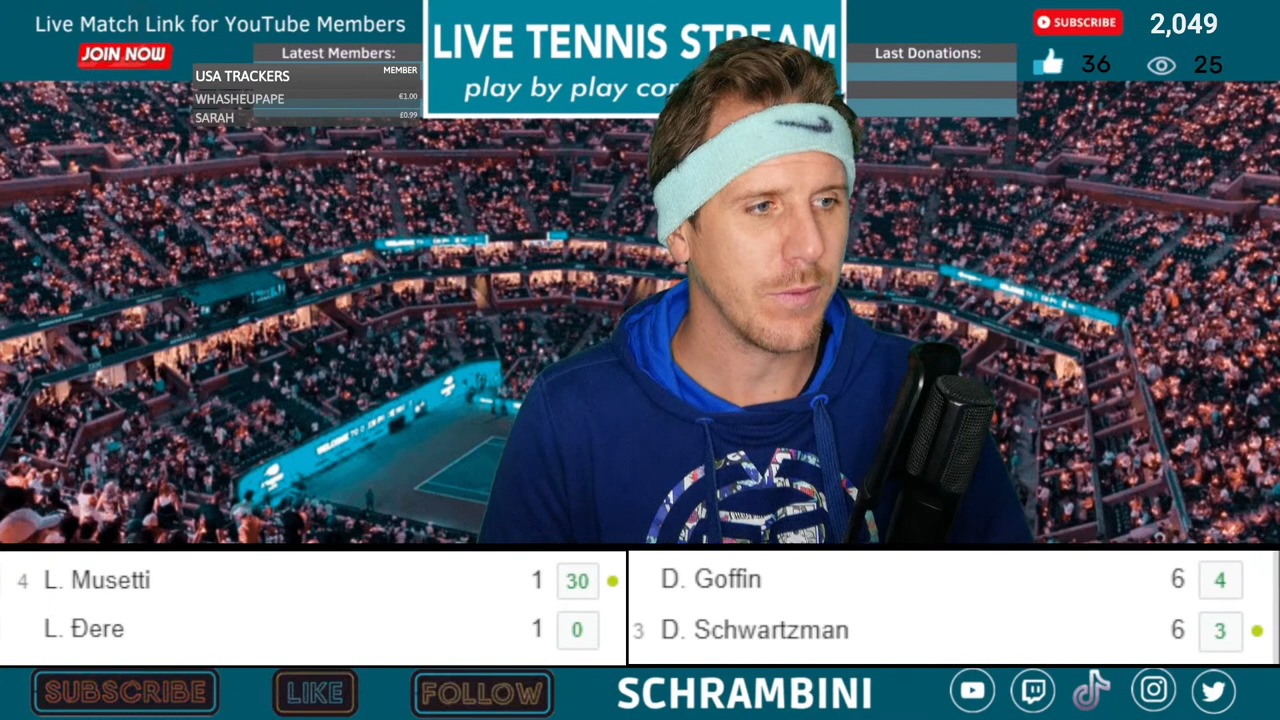 Live Match Link for YouTube Members
JOIN NOW
Latest Members:
USA TRACKERS MEMBER
WHASHEUPAPE €1.00
SARAH £0.99
LIVE TENNIS STREAM
play by play
Last Donations:
SUBSCRIBE 2,049
36 25
4 L. Musetti 1 30
L. Đere 1 0
D. Goffin 6 4
3 D. Schwartzman 6 3
SUBSCRIBE LIKE FOLLOW SCHRAMBINI